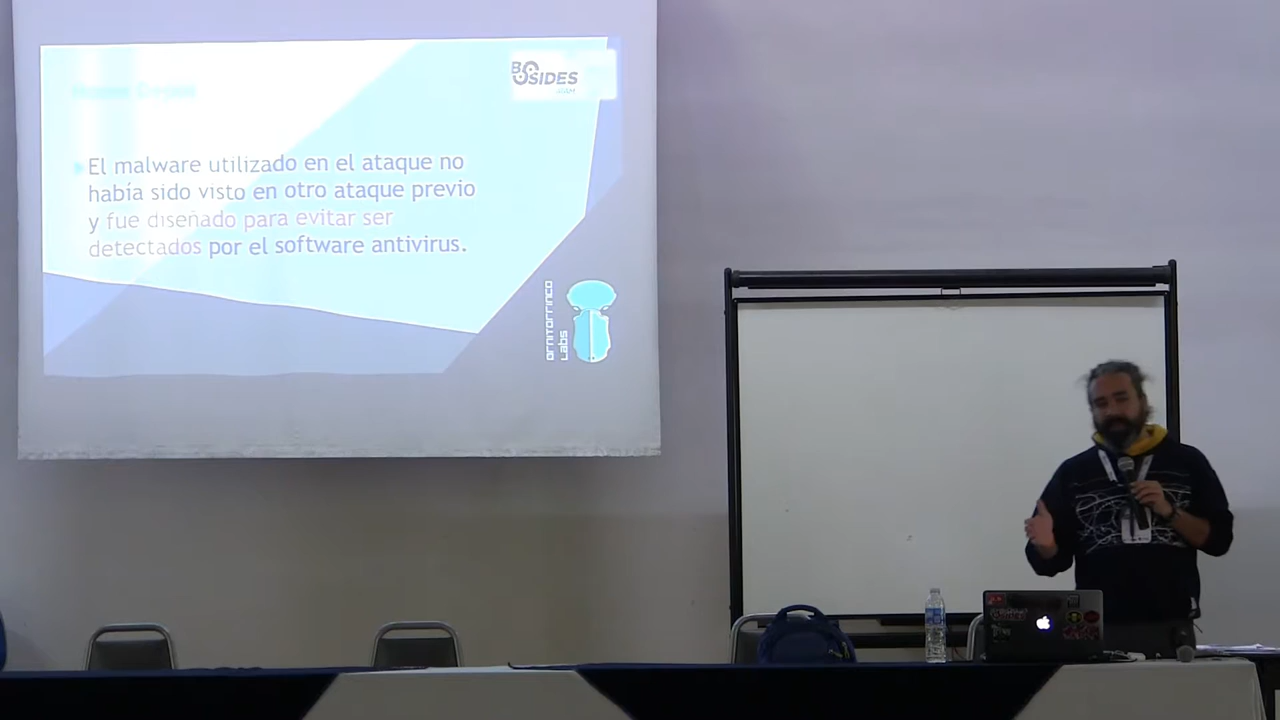 BSIDES
El malware utilizado en el ataque no
había sido visto en otro ataque previo
y fue diseñado para evitar ser
detectados por el software antivirus.
ORNITORRINCO
LABS